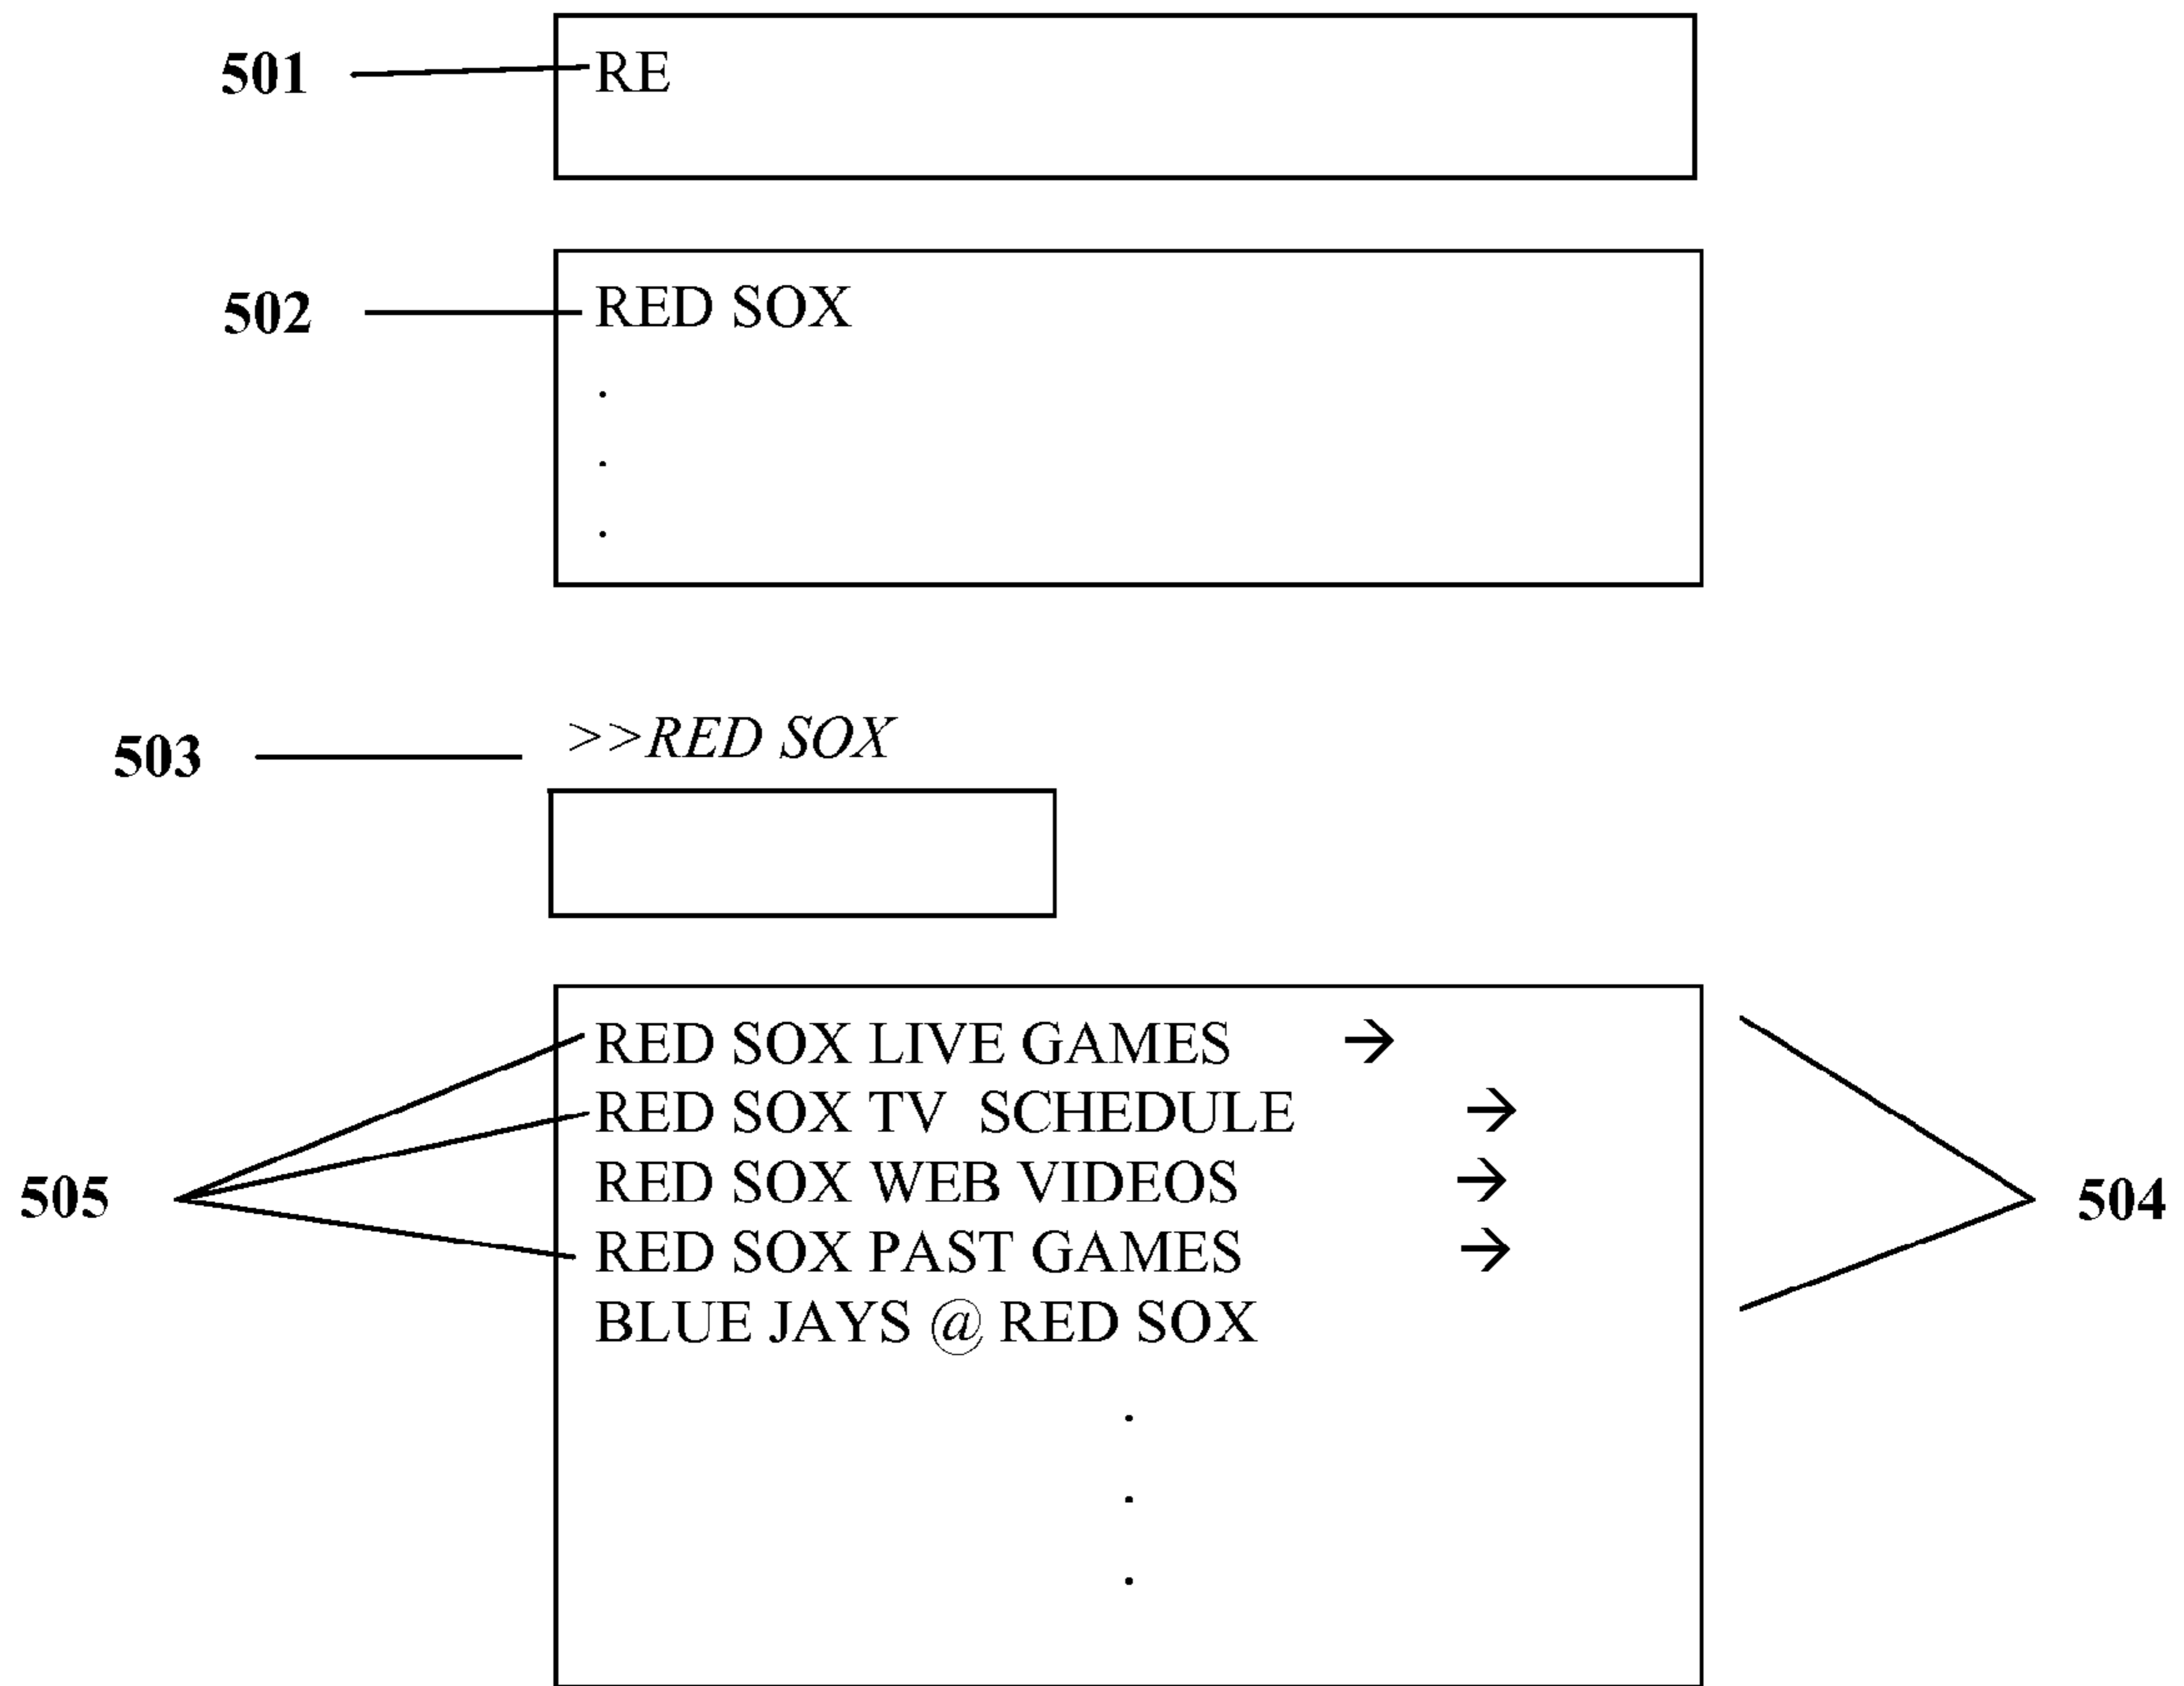 501 RE
502 RED SOX
.
.
.
503 >>RED SOX
RED SOX LIVE GAMES →
RED SOX TV SCHEDULE →
RED SOX WEB VIDEOS →
505 504
RED SOX PAST GAMES →
BLUE JAYS @ RED SOX
.
.
.